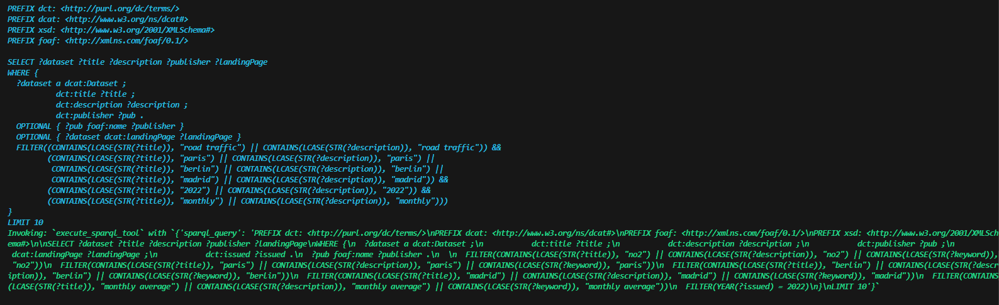 PREFIX dct: <http://purl.org/dc/terms/>
PREFIX dcat: <http://www.w3.org/ns/dcat#>
PREFIX xsd: <http://www.w3.org/2001/XMLSchema#>
PREFIX foaf: <http://xmlns.com/foaf/0.1/>

SELECT ?dataset ?title ?description ?publisher ?landingPage
WHERE {
  ?dataset a dcat:Dataset ;
           dct:title ?title ;
           dct:description ?description ;
           dct:publisher ?pub .
  OPTIONAL { ?pub foaf:name ?publisher }
  OPTIONAL { ?dataset dcat:landingPage ?landingPage }
  FILTER((CONTAINS(LCASE(STR(?title)), "road traffic") || CONTAINS(LCASE(STR(?description)), "road traffic")) &&
         (CONTAINS(LCASE(STR(?title)), "paris") || CONTAINS(LCASE(STR(?description)), "paris") ||
          CONTAINS(LCASE(STR(?title)), "berlin") || CONTAINS(LCASE(STR(?description)), "berlin") ||
          CONTAINS(LCASE(STR(?title)), "madrid") || CONTAINS(LCASE(STR(?description)), "madrid")) &&
         (CONTAINS(LCASE(STR(?title)), "2022") || CONTAINS(LCASE(STR(?description)), "2022")) &&
         (CONTAINS(LCASE(STR(?title)), "monthly") || CONTAINS(LCASE(STR(?description)), "monthly")))
}
LIMIT 10
Invoking: `execute_sparql_tool` with `{'sparql_query': 'PREFIX dct: <http://purl.org/dc/terms/>\nPREFIX dcat: <http://www.w3.org/ns/dcat#>\nPREFIX foaf: <http://xmlns.com/foaf/0.1/>\nPREFIX xsd: <http://www.w3.org/2001/XMLSch
ema#>\n\nSELECT ?dataset ?title ?description ?publisher ?landingPage\nWHERE {\n  ?dataset a dcat:Dataset ;\n           dct:title ?title ;\n           dct:description ?description ;\n           dct:publisher ?pub ;\n
 dcat:landingPage ?landingPage ;\n           dct:issued ?issued .\n  ?pub foaf:name ?publisher .\n  \n  FILTER(CONTAINS(LCASE(STR(?title)), "no2") || CONTAINS(LCASE(STR(?description)), "no2") || CONTAINS(LCASE(STR(?keyword)),
 "no2"))\n  FILTER(CONTAINS(LCASE(STR(?title)), "paris") || CONTAINS(LCASE(STR(?description)), "paris") || CONTAINS(LCASE(STR(?keyword)), "paris"))\n  FILTER(CONTAINS(LCASE(STR(?title)), "berlin") || CONTAINS(LCASE(STR(?descr
iption)), "berlin") || CONTAINS(LCASE(STR(?keyword)), "berlin"))\n  FILTER(CONTAINS(LCASE(STR(?title)), "madrid") || CONTAINS(LCASE(STR(?description)), "madrid") || CONTAINS(LCASE(STR(?keyword)), "madrid"))\n  FILTER(CONTAINS
(LCASE(STR(?title)), "monthly average") || CONTAINS(LCASE(STR(?description)), "monthly average") || CONTAINS(LCASE(STR(?keyword)), "monthly average"))\n  FILTER(YEAR(?issued) = 2022)\n}\nLIMIT 10'}`